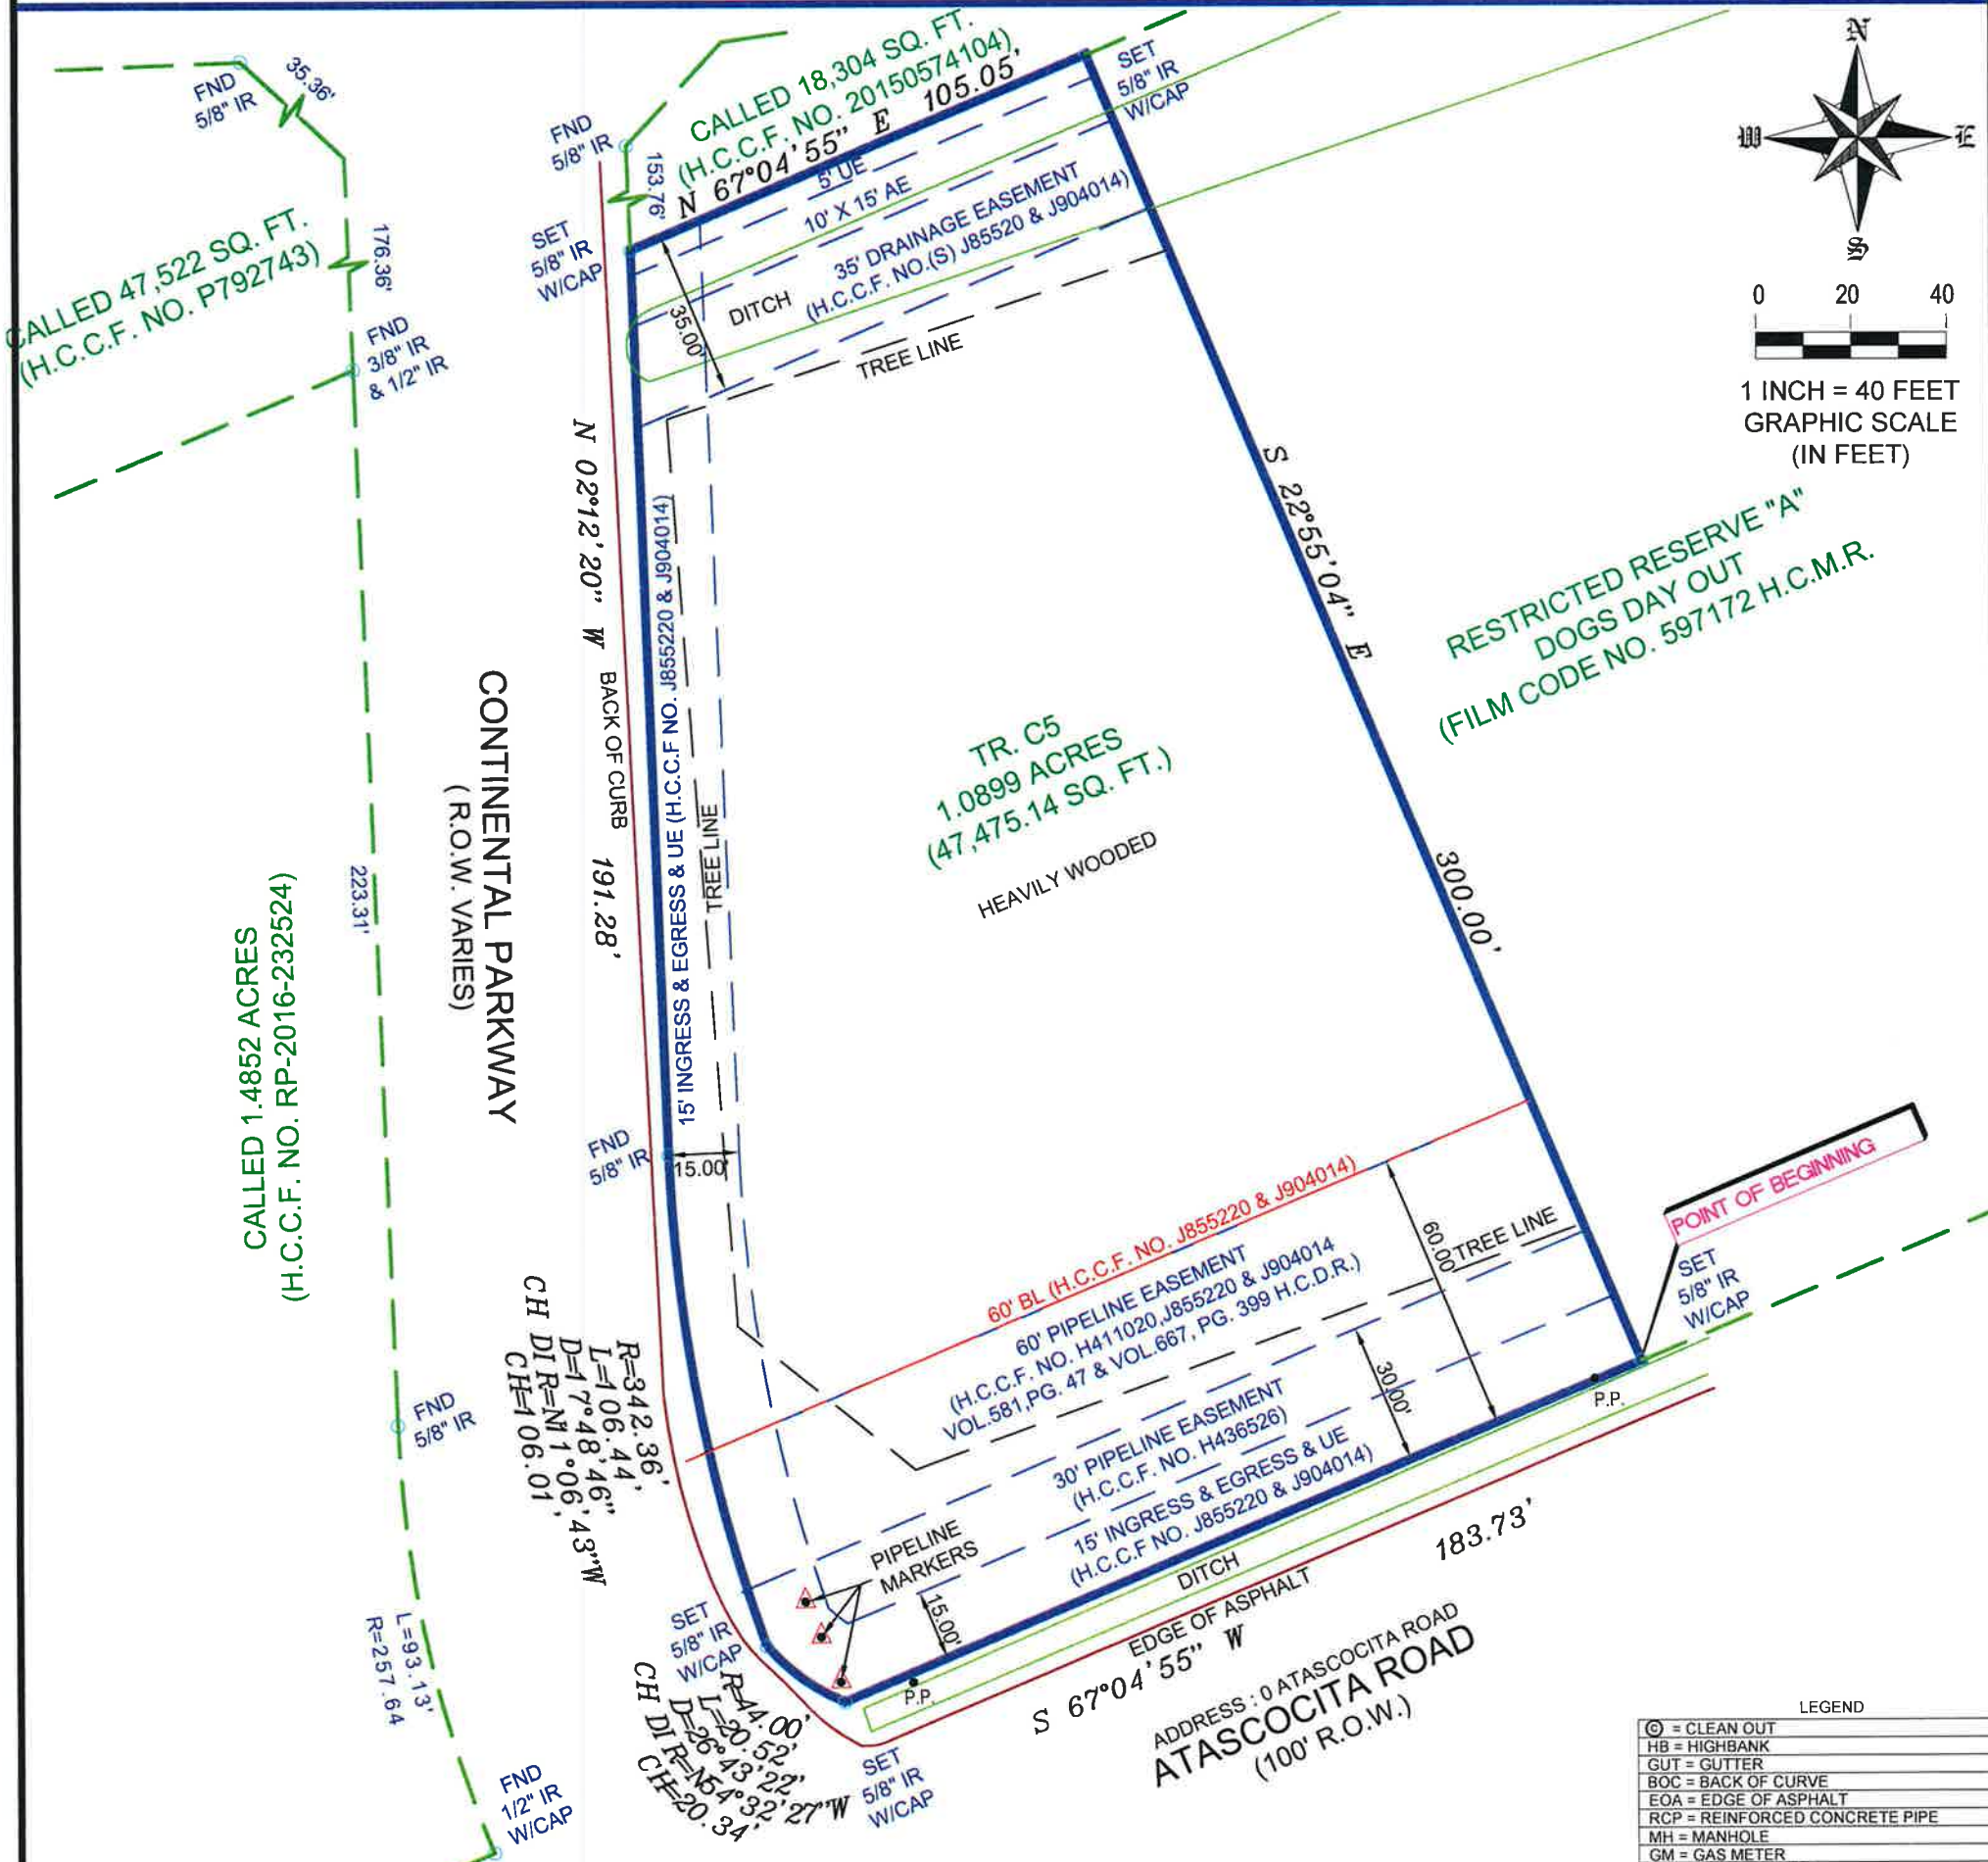 CALLED 18,304 SQ. FT.
(H.C.C.F. NO. 20150574104),
N 67°04'55" E 105.05'
FND
5/8" IR
35.36'
FND
5/8" IR
153.76'
SET
5/8" IR
W/CAP
SET
5/8" IR
W/CAP
5' UE
10' X 15' AE
35' DRAINAGE EASEMENT
(H.C.C.F. NO.(S) J85520 & J904014)
DITCH
35.00'
TREE LINE
N
W
E
S
0 20 40
1 INCH = 40 FEET
GRAPHIC SCALE
(IN FEET)
CALLED 47,522 SQ. FT.
(H.C.C.F. NO. P792743)
176.36'
FND
3/8" IR
& 1/2" IR
N 02°12'20" W
BACK OF CURB
191.28'
15' INGRESS & EGRESS & UE (H.C.C.F NO. J855220 & J904014)
TREE LINE
S 22°55'04" E
300.00'
RESTRICTED RESERVE "A"
DOGS DAY OUT
(FILM CODE NO. 597172 H.C.M.R.
TR. C5
1.0899 ACRES
(47,475.14 SQ. FT.)
HEAVILY WOODED
CONTINENTAL PARKWAY
( R.O.W. VARIES)
223.31'
CALLED 1.4852 ACRES
(H.C.C.F. NO. RP-2016-232524)
FND
5/8" IR
15.00'
60' BL (H.C.C.F. NO. J855220 & J904014)
60' PIPELINE EASEMENT
(H.C.C.F. NO. H411020,J855220 & J904014
VOL.581,PG. 47 & VOL.667, PG. 399 H.C.D.R.)
60.00'
TREE LINE
POINT OF BEGINNING
SET
5/8" IR
W/CAP
30' PIPELINE EASEMENT
(H.C.C.F. NO. H436526)
30.00'
15' INGRESS & EGRESS & UE
(H.C.C.F NO. J855220 & J904014)
P.P.
R=342.36'
L=106.44'
D=17°48'46"
CH DIR=N11°06'43"W
CH=106.01'
FND
5/8" IR
PIPELINE
MARKERS
15.00'
DITCH
EDGE OF ASPHALT
183.73'
S 67°04'55" W
P.P.
ADDRESS : 0 ATASCOCITA ROAD
ATASCOCITA ROAD
(100' R.O.W.)
SET
5/8" IR
W/CAP
R=44.00'
L=20.52'
D=26°43'22"
CH DIR=N54°32'27"W
CH=20.34'
SET
5/8" IR
W/CAP
L=93.13'
R=257.64
FND
1/2" IR
W/CAP
LEGEND
© = CLEAN OUT
HB = HIGHBANK
GUT = GUTTER
BOC = BACK OF CURVE
EOA = EDGE OF ASPHALT
RCP = REINFORCED CONCRETE PIPE
MH = MANHOLE
GM = GAS METER